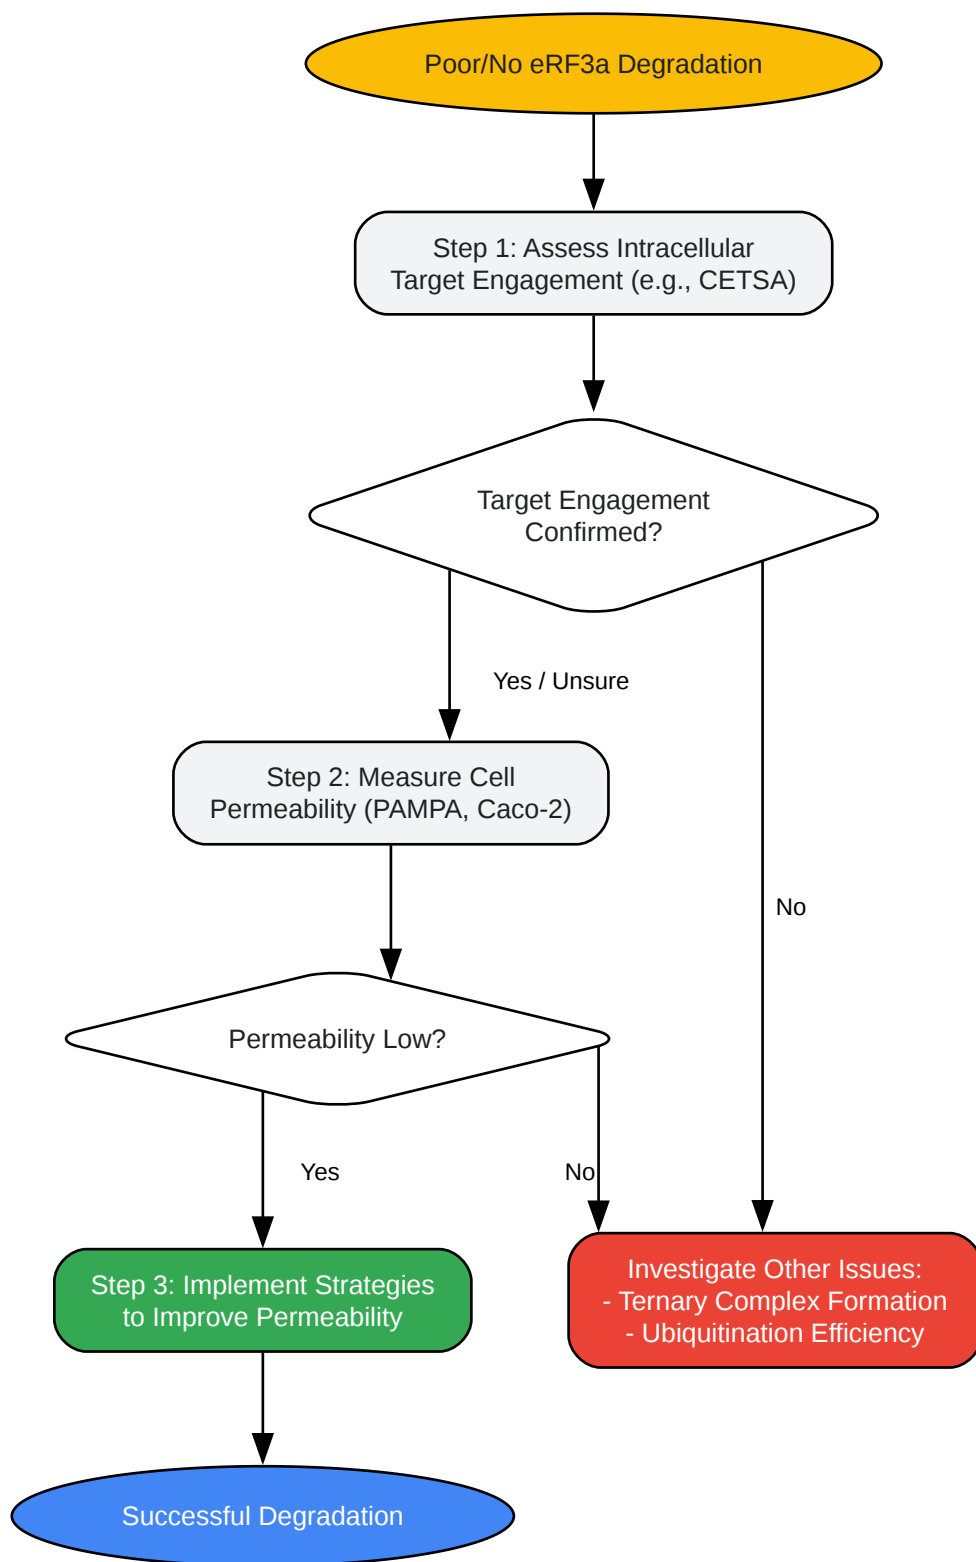 Poor/No eRF3a Degradation
Step 1: Assess Intracellular
Target Engagement (e.g., CETSA)
Target Engagement
Confirmed?
Yes / Unsure
Step 2: Measure Cell
Permeability (PAMPA, Caco-2)
No
Permeability Low?
Yes
No
Step 3: Implement Strategies
to Improve Permeability
Investigate Other Issues:
- Ternary Complex Formation
- Ubiquitination Efficiency
Successful Degradation